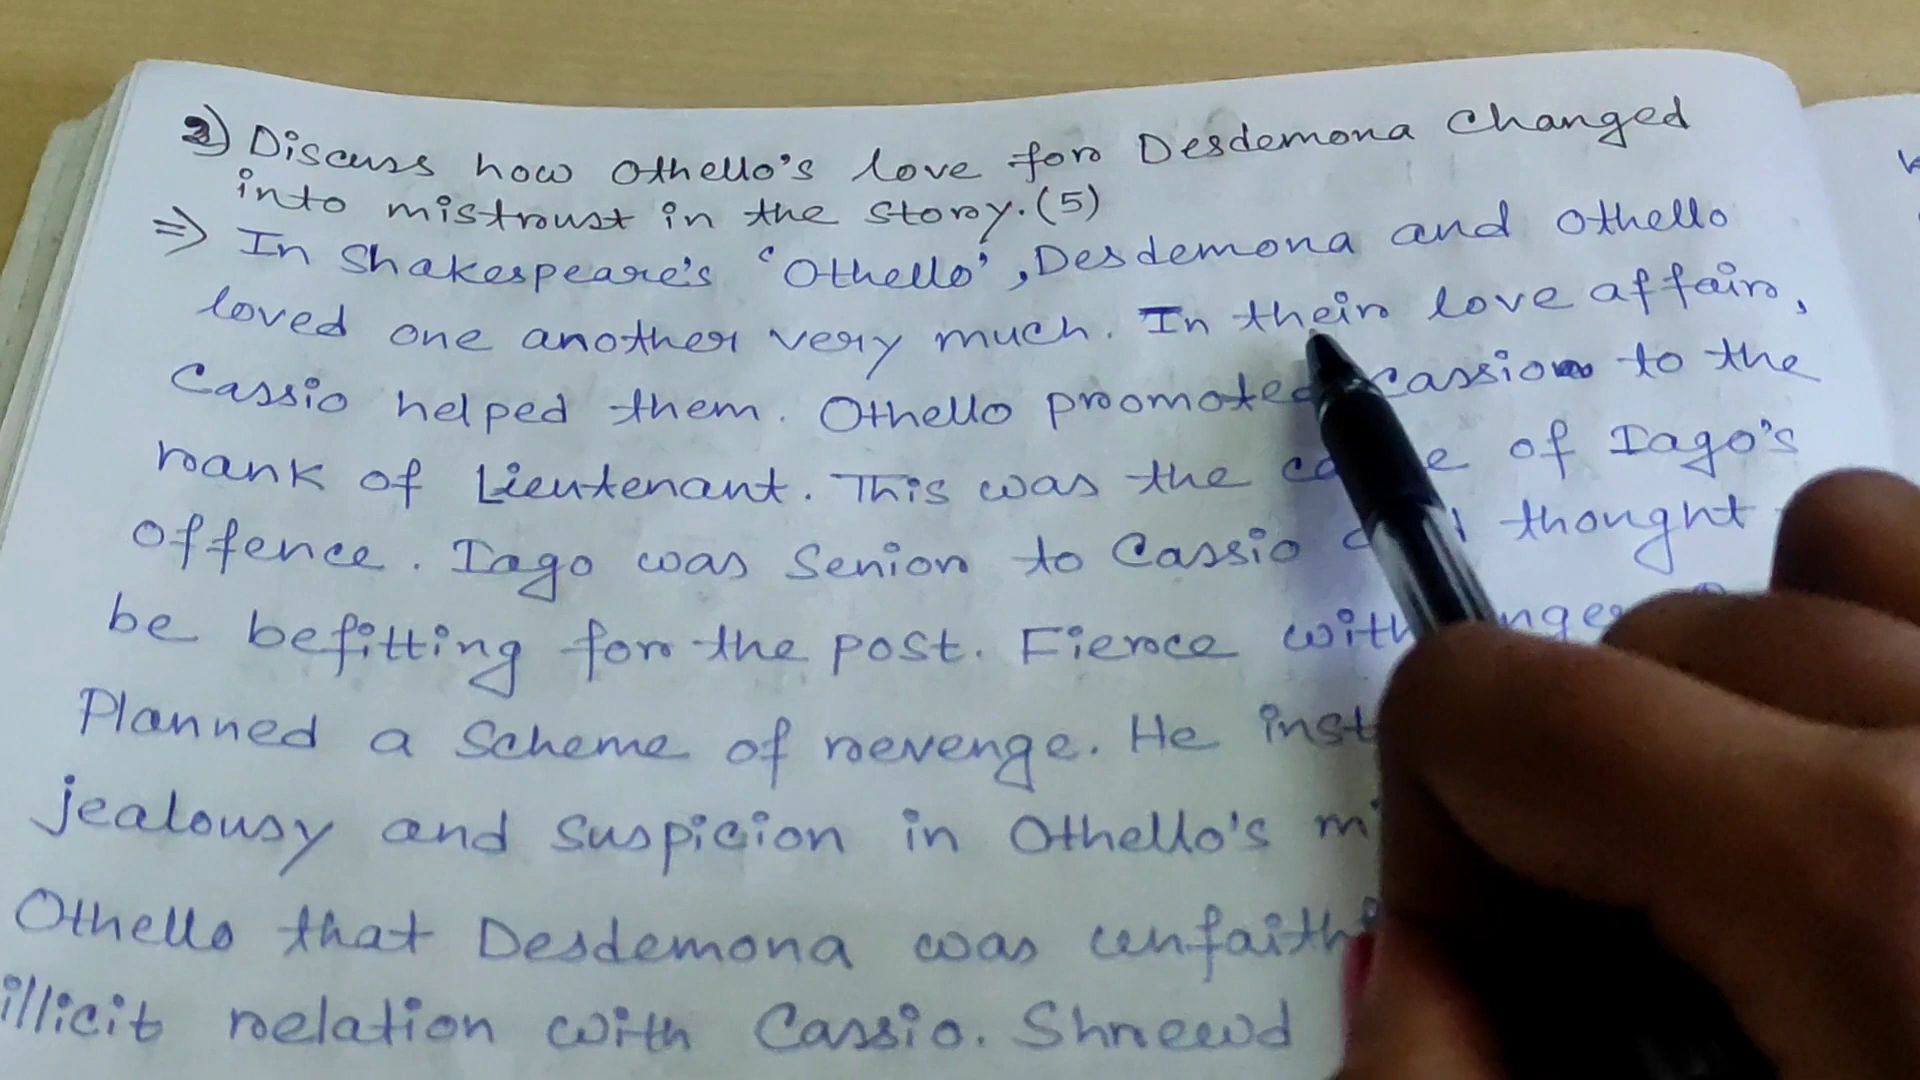 2) Discuss how Othello's love for Desdemona changed
into mistrust in the story. (5)
⇒ In Shakespeare's 'Othello', Desdemona and Othello
loved one another very much. In their love affair,
Cassio helped them. Othello promoted Cassio to the
rank of Lieutenant. This was the of Iago's
offence. Iago was Senior to Cassio thought
be befitting for the post. Fierce with
Planned a Scheme of revenge. He
jealousy and suspicion in Othello's
Othello that Desdemona was
illicit relation with Cassio. Shrewd